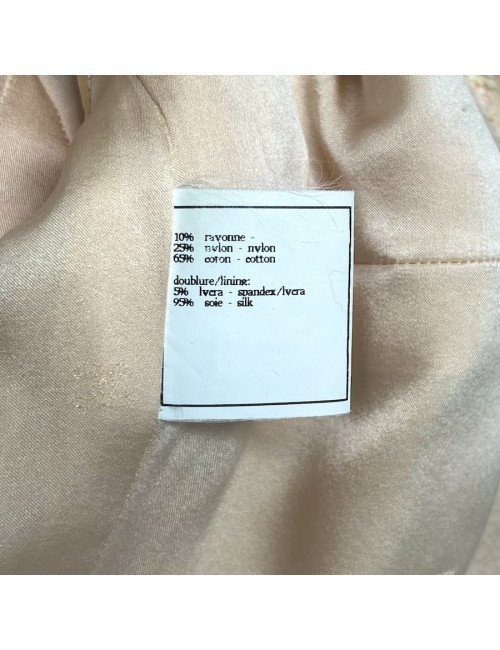 10% rayonne -
25% nylon - nylon
65% coton - cotton
doublure/lining:
5% lycra - spandex/lycra
95% soie - silk